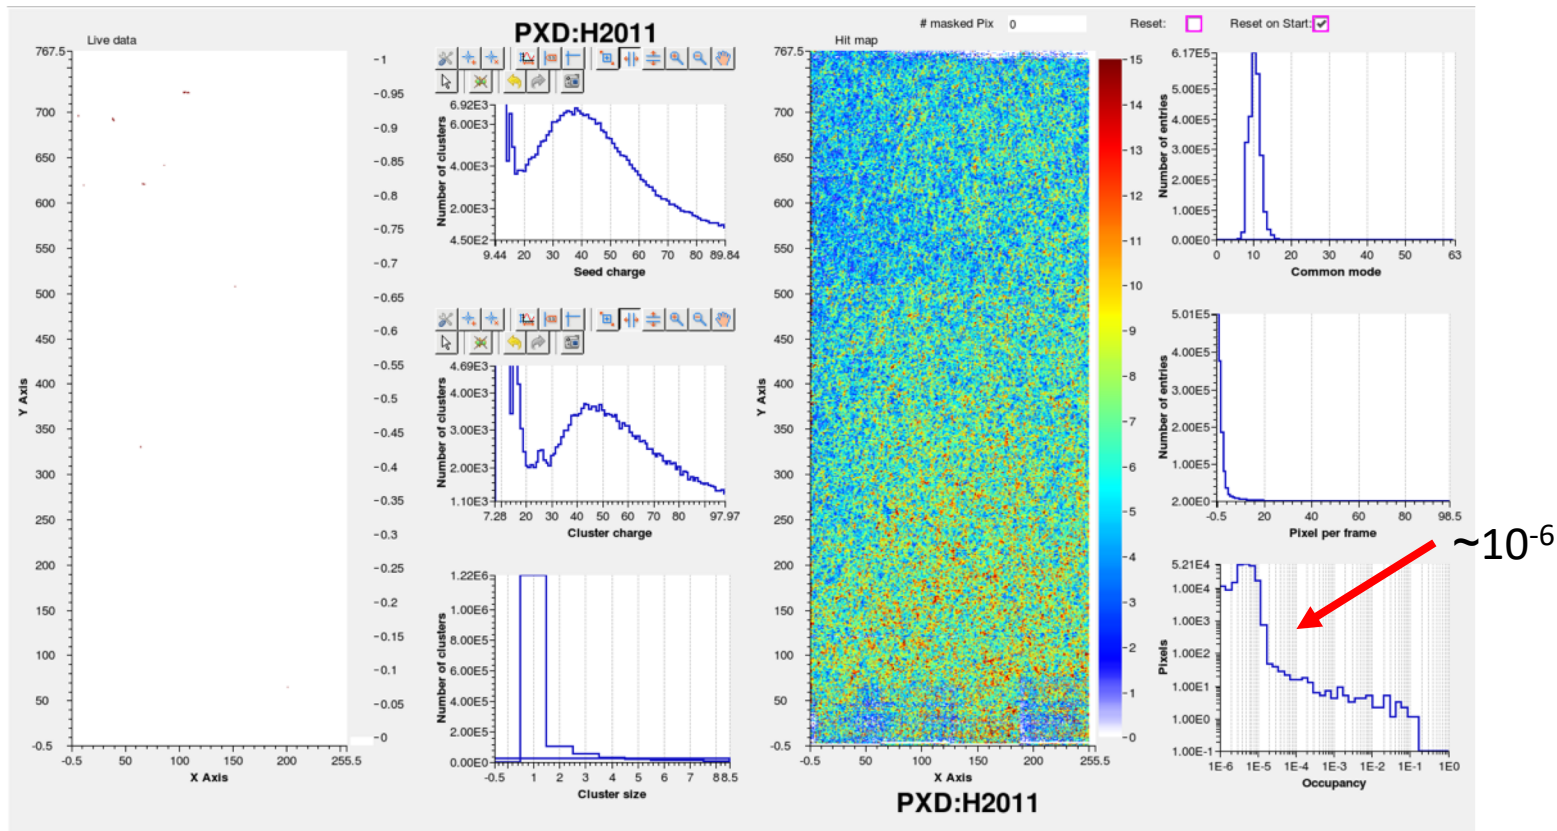 PXD:H2011
# masked Pix 0 Reset: Reset on Start:
Live data
767.5
700
650
600
550
500
450
400
350
300
250
200
150
100
50
-0.5
Y Axis
-0.5 50 100 150 200 255.5
X Axis
-1
-0.95
-0.9
-0.85
-0.8
-0.75
-0.7
-0.65
-0.6
-0.55
-0.5
-0.45
-0.4
-0.35
-0.3
-0.25
-0.2
-0.15
-0.1
-0.05
-0
6.92E3
6.00E3
4.00E3
2.00E3
4.50E2
Number of clusters
9.44 20 30 40 50 60 70 80 89.84
Seed charge
4.69E3
4.00E3
3.00E3
2.00E3
1.10E3
Number of clusters
7.28 20 30 40 50 60 70 80 97.97
Cluster charge
1.22E6
1.00E6
8.00E5
6.00E5
4.00E5
2.00E5
0.00E0
Number of clusters
-0.5 1 2 3 4 5 6 7 8 8.5
Cluster size
Hit map
767.5
700
650
600
550
500
450
400
350
300
250
200
150
100
50
-0.5
Y Axis
-0.5 50 100 150 200 255.5
X Axis
PXD:H2011
15
14
13
12
11
10
9
8
7
6
5
4
3
2
1
0
6.17E5
5.00E5
4.00E5
3.00E5
2.00E5
1.00E5
0.00E0
Number of entries
0 10 20 30 40 50 63
Common mode
5.01E5
4.00E5
3.00E5
2.00E5
1.00E5
2.00E0
Number of entries
-0.5 20 40 60 80 98.5
Pixel per frame
~10-6
5.21E4
1.00E4
1.00E3
1.00E2
1.00E1
1.00E0
1.00E-1
Pixels
1E-6 1E-5 1E-4 1E-3 1E-2 1E-1 1E0
Occupancy